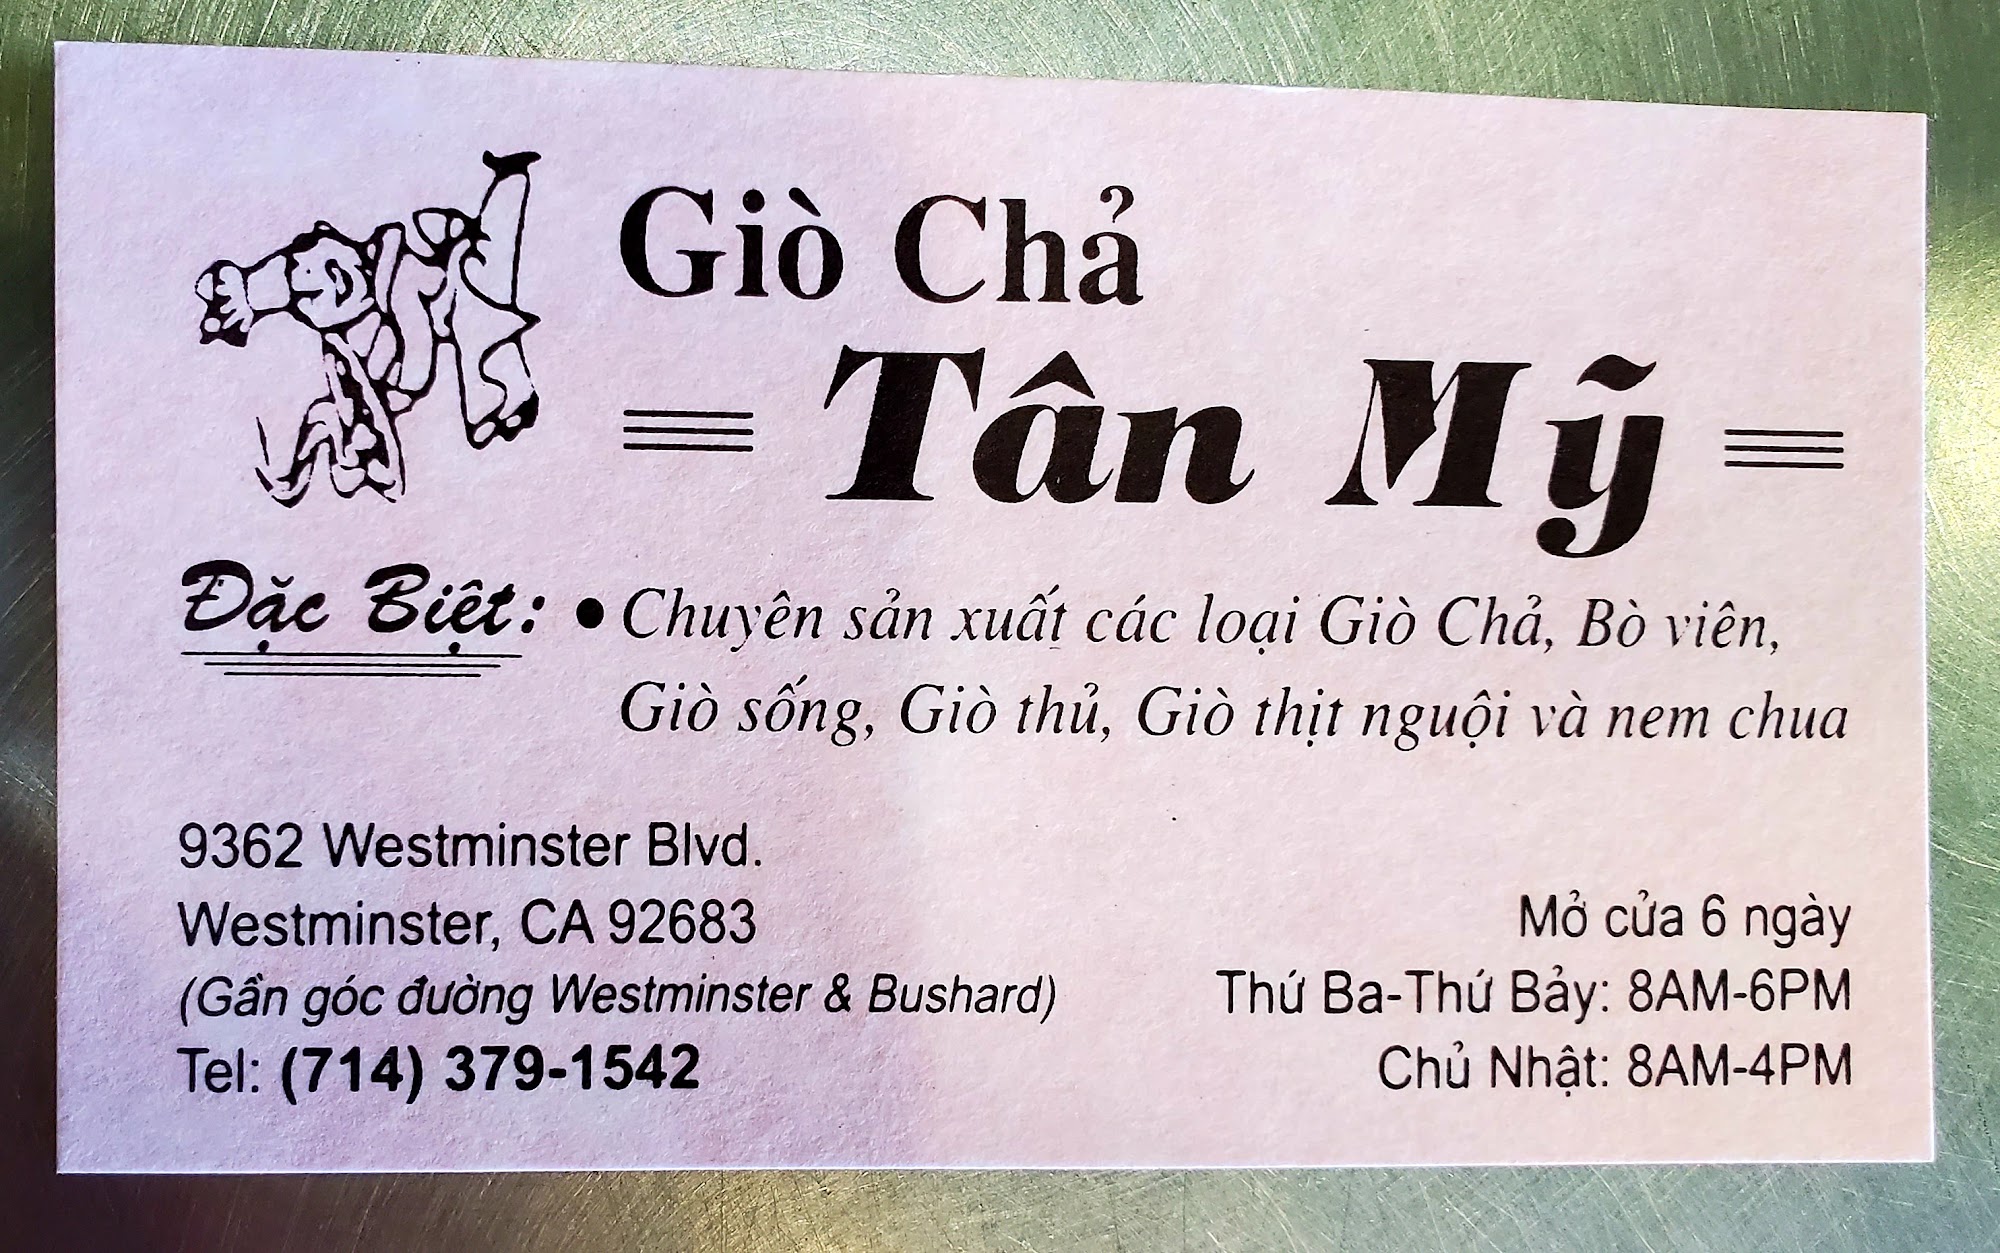 Giò Chả
Tân Mỹ
Đặc Biệt: • Chuyên sản xuất các loại Giò Chả, Bò viên,
Giò sống, Giò thủ, Giò thịt nguội và nem chua
9362 Westminster Blvd.
Westminster, CA 92683
(Gần góc đường Westminster & Bushard)
Tel: (714) 379-1542
Mở cửa 6 ngày
Thứ Ba-Thứ Bảy: 8AM-6PM
Chủ Nhật: 8AM-4PM